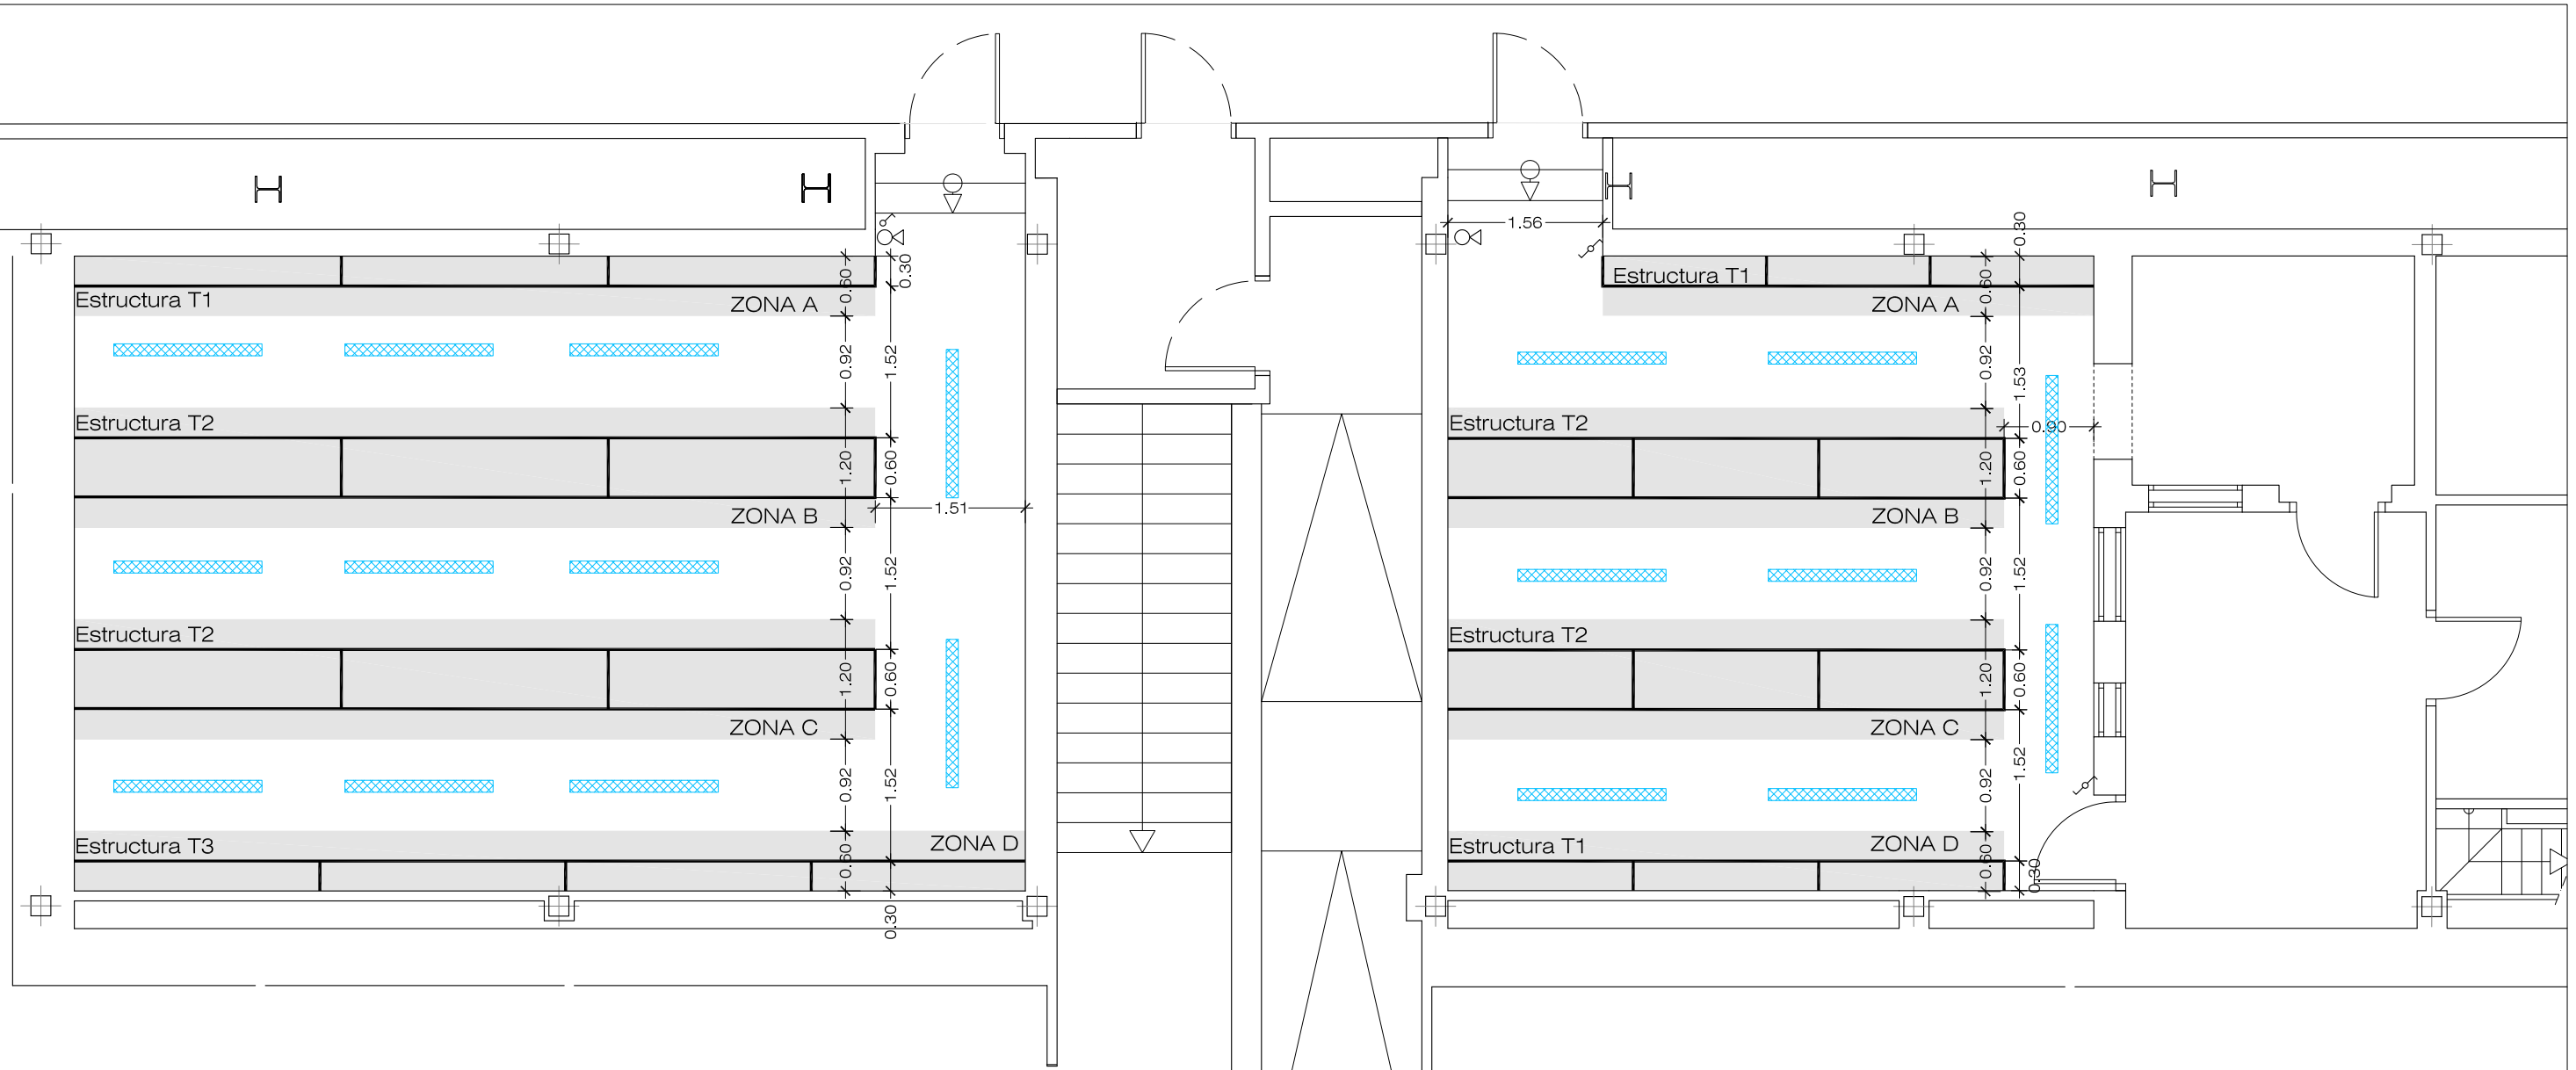 Estructura T1
ZONA A
Estructura T2
ZONA B
Estructura T2
ZONA C
Estructura T3
ZONA D
0.60
0.92
1.20
0.92
1.20
0.92
0.60
0.30
1.52
0.60
1.52
0.60
1.52
0.30
1.51
1.56
Estructura T1
ZONA A
Estructura T2
ZONA B
Estructura T2
ZONA C
Estructura T1
ZONA D
0.60
0.92
1.20
0.92
1.20
0.92
0.60
0.30
1.53
0.60
1.52
0.60
1.52
0.30
0.90